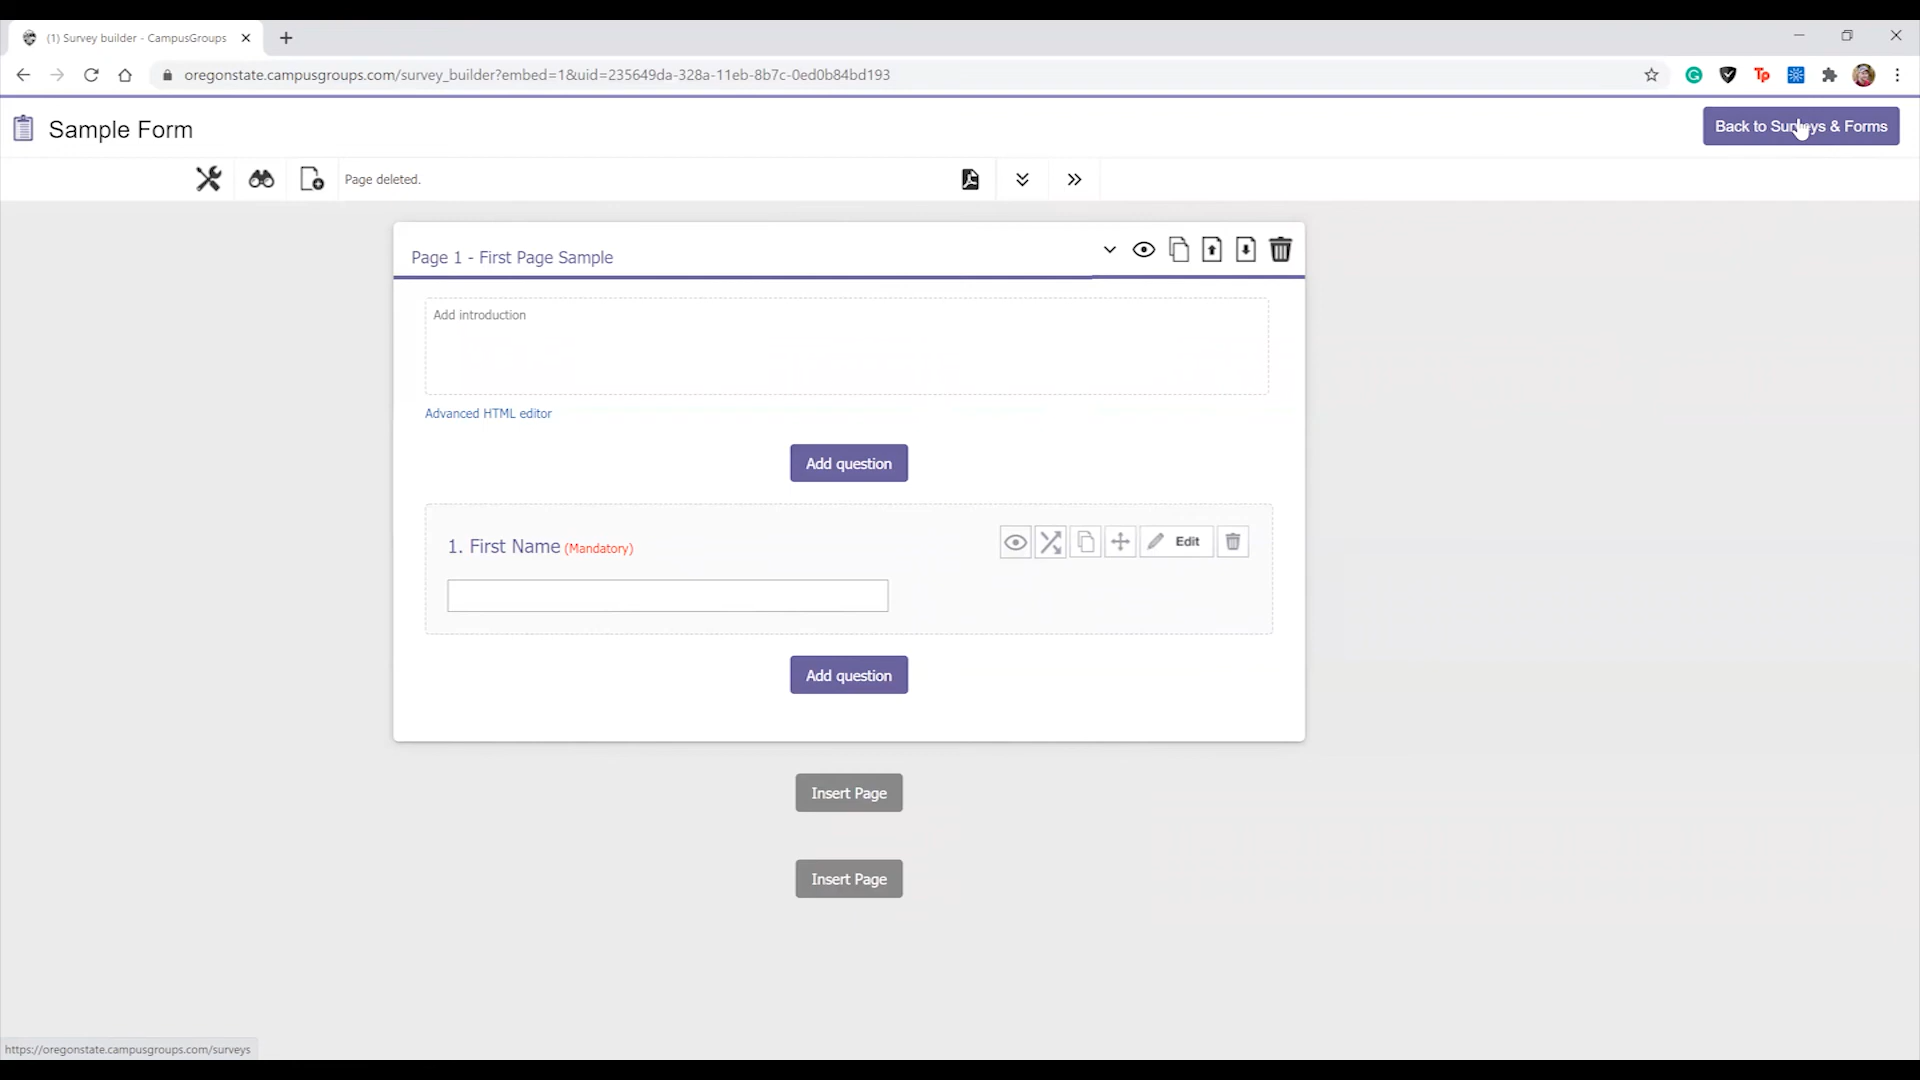 (1) Survey builder - CampusGroups
oregonstate.campusgroups.com/survey_builder?embed=1&uid=235649da-328a-11eb-8b7c-0ed0b84bd193
Tp
Sample Form
Back to Surveys & Forms
Page deleted.
Page 1 - First Page Sample
Add introduction
Advanced HTML editor
Add question
1. First Name (Mandatory)
Edit
Add question
Insert Page
Insert Page
https://oregonstate.campusgroups.com/surveys